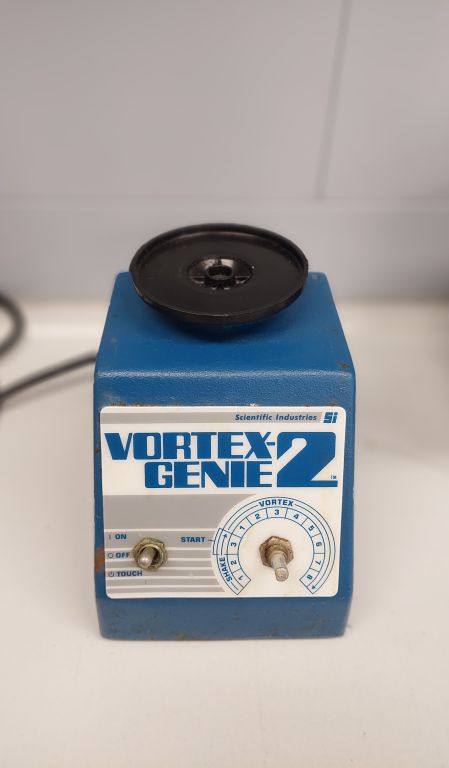 Scientific Industries Si
VORTEX-
GENIE 2 ™
VORTEX
I ON
START
O OFF
SHAKE
TOUCH
1 2 3 1 2 3 4 5 6 7 8